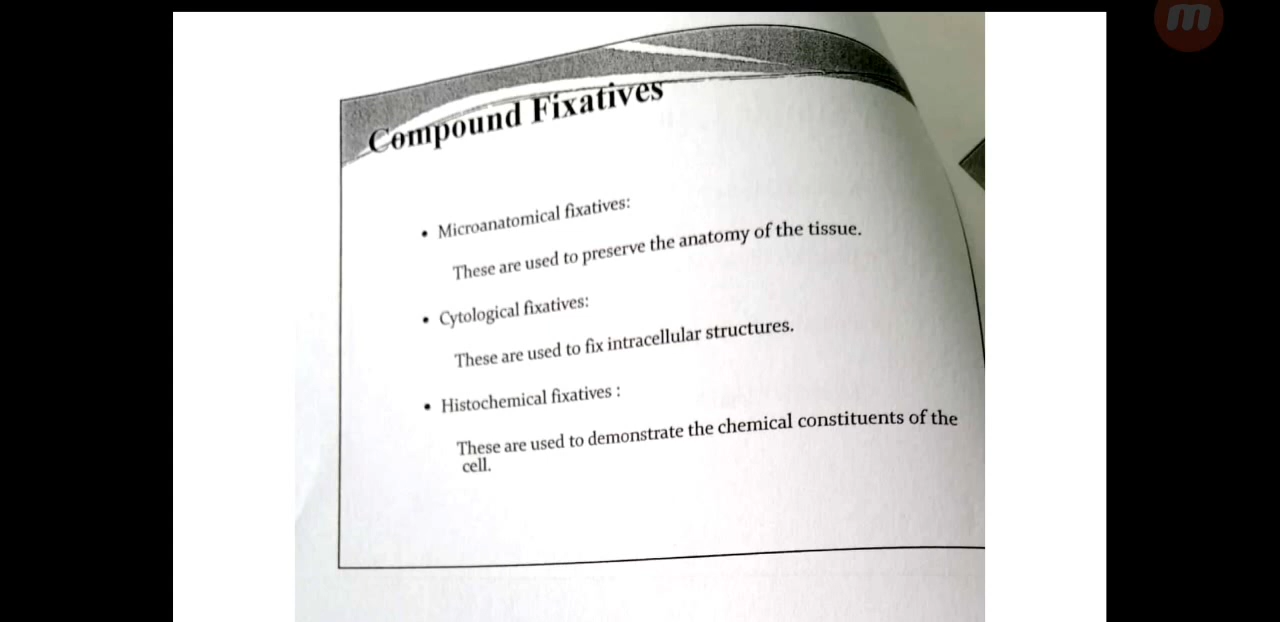 Compound Fixatives
• Microanatomical fixatives:
These are used to preserve the anatomy of the tissue.
• Cytological fixatives:
These are used to fix intracellular structures.
• Histochemical fixatives :
These are used to demonstrate the chemical constituents of the
cell.